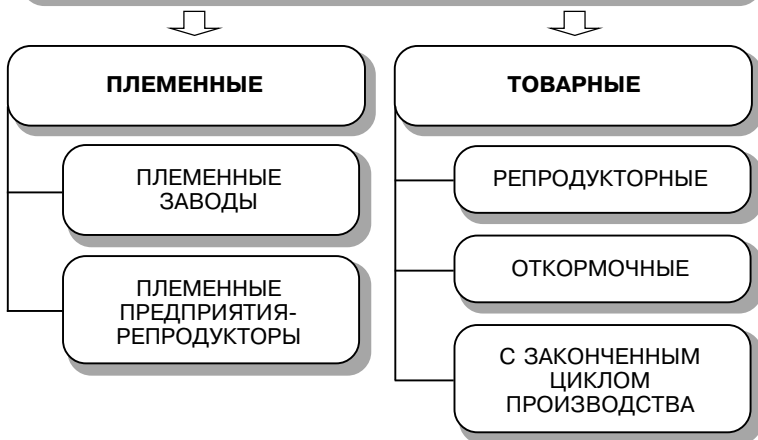 ПЛЕМЕННЫЕ
ПЛЕМЕННЫЕ
ЗАВОДЫ
ПЛЕМЕННЫЕ
ПРЕДПРИЯТИЯ-
РЕПРОДУКТОРЫ
ТОВАРНЫЕ
РЕПРОДУКТОРНЫЕ
ОТКОРМОЧНЫЕ
С ЗАКОНЧЕННЫМ
ЦИКЛОМ
ПРОИЗВОДСТВА